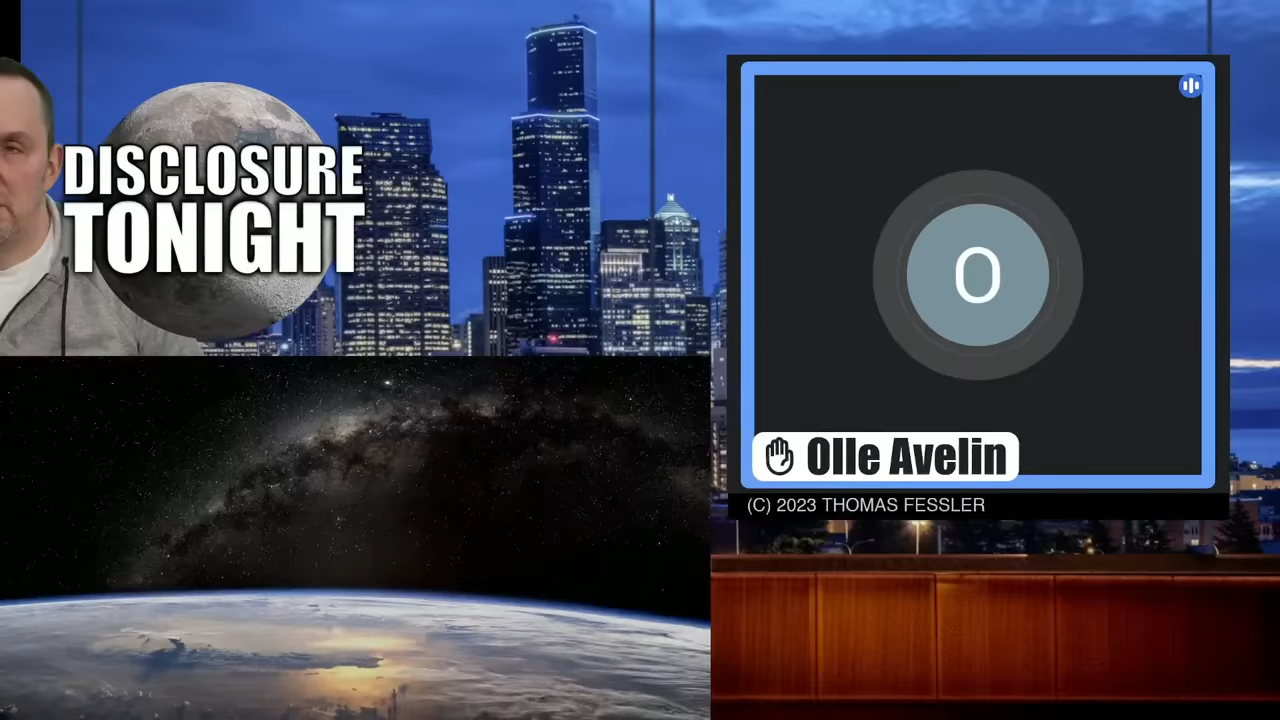 DISCLOSURE
TONIGHT
O
Olle Avelin
(C) 2023 THOMAS FESSLER